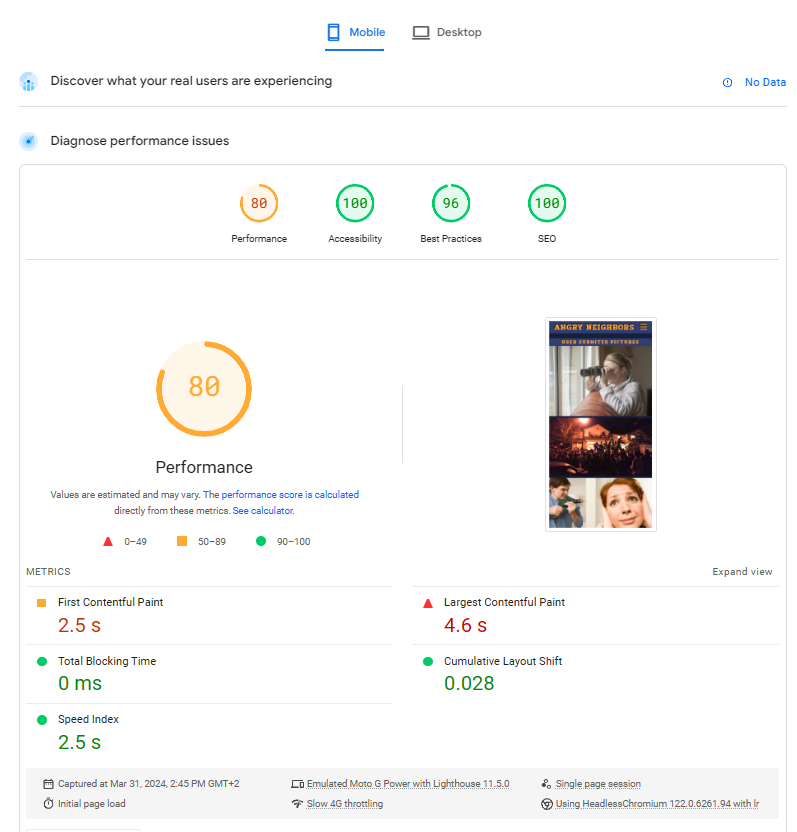 Mobile
Desktop
Discover what your real users are experiencing
No Data
Diagnose performance issues
80
100
96
100
Performance
Accessibility
Best Practices
SEO
ANGRY NEIGHBORS
USER SUBMITED PICTURES
80
Performance
Values are estimated and may vary. The performance score is calculated
directly from these metrics. See calculator.
0–49
50–89
90–100
METRICS
Expand view
First Contentful Paint
2.5 s
Largest Contentful Paint
4.6 s
Total Blocking Time
0 ms
Cumulative Layout Shift
0.028
Speed Index
2.5 s
Captured at Mar 31, 2024, 2:45 PM GMT+2
Emulated Moto G Power with Lighthouse 11.5.0
Single page session
Initial page load
Slow 4G throttling
Using HeadlessChromium 122.0.6261.94 with lr